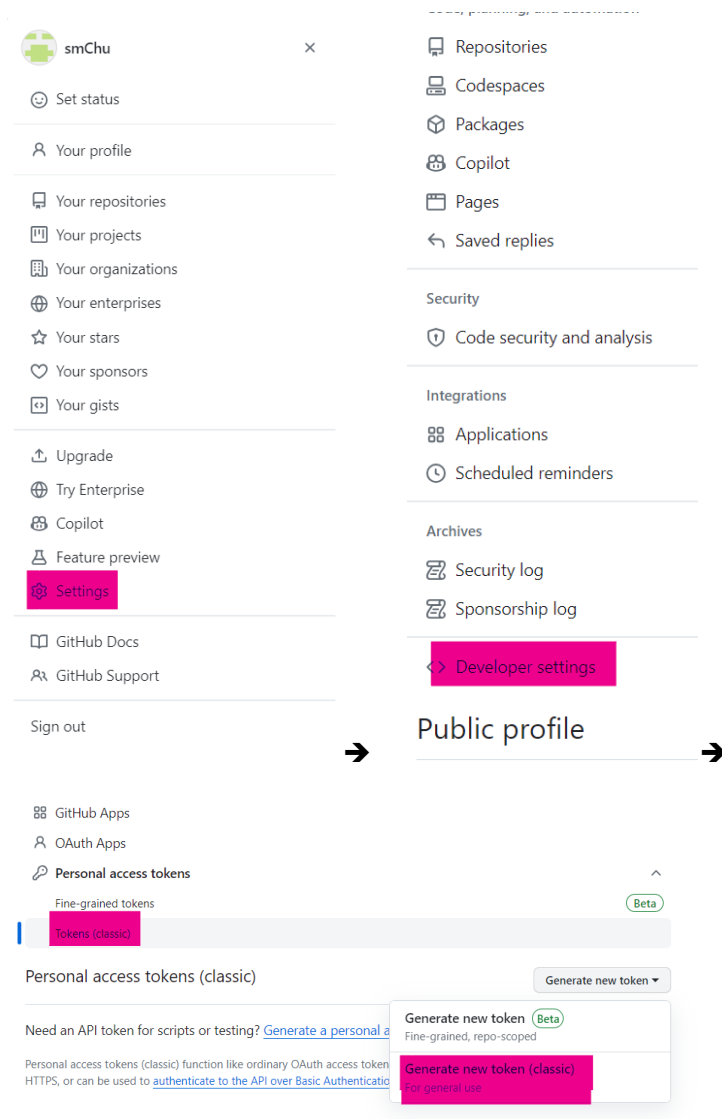 smChu
Set status
Your profile
Your repositories
Your projects
Your organizations
Your enterprises
Your stars
Your sponsors
Your gists
Upgrade
Try Enterprise
Copilot
Feature preview
Settings
GitHub Docs
GitHub Support
Sign out
Code, planning, and automation
Repositories
Codespaces
Packages
Copilot
Pages
Saved replies
Security
Code security and analysis
Integrations
Applications
Scheduled reminders
Archives
Security log
Sponsorship log
Developer settings
Public profile
GitHub Apps
OAuth Apps
Personal access tokens
Fine-grained tokens Beta
Tokens (classic)
Personal access tokens (classic) Generate new token
Need an API token for scripts or testing? Generate a personal a
Personal access tokens (classic) function like ordinary OAuth access token
HTTPS, or can be used to authenticate to the API over Basic Authenticatio
Generate new token Beta
Fine-grained, repo-scoped
Generate new token (classic)
For general use